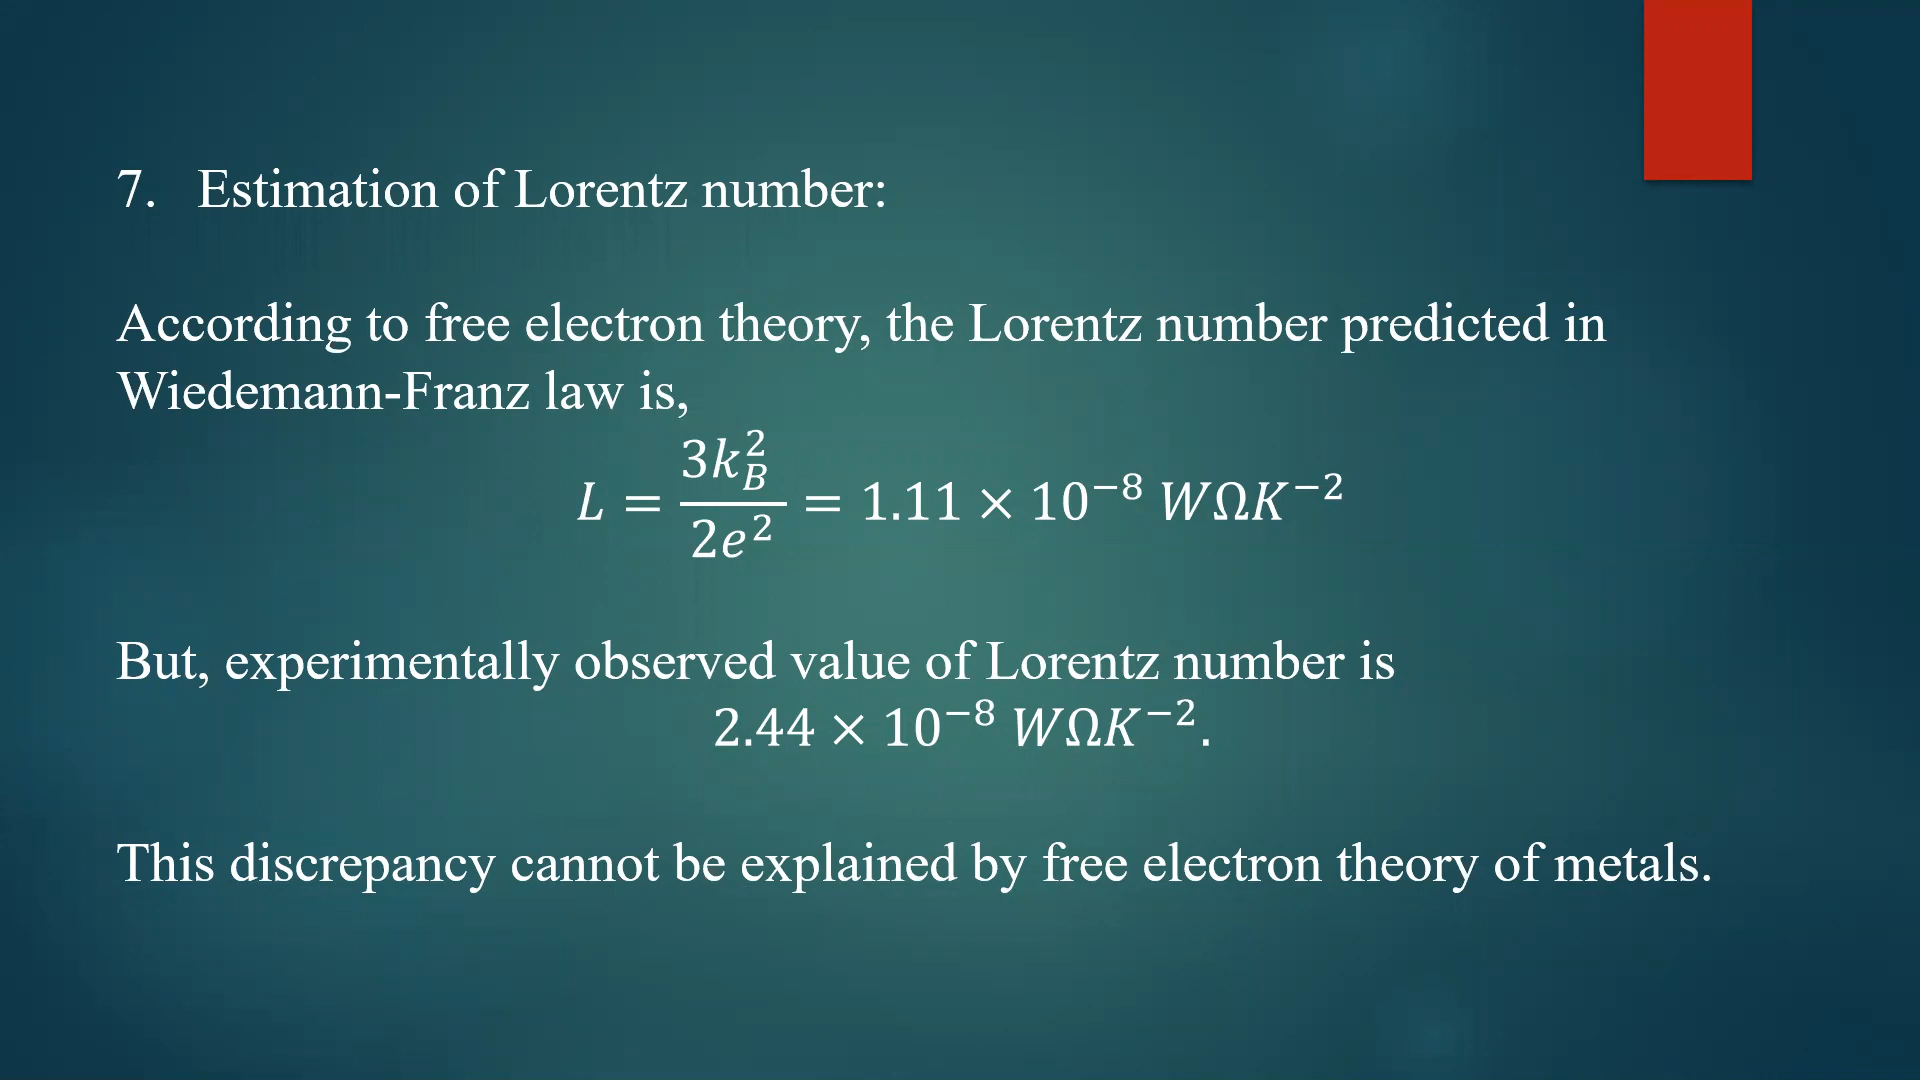 7. Estimation of Lorentz number:
According to free electron theory, the Lorentz number predicted in
Wiedemann-Franz law is,
L = 3k_B^2 / 2e^2 = 1.11 × 10^−8 WΩK^−2
But, experimentally observed value of Lorentz number is
2.44 × 10^−8 WΩK^−2.
This discrepancy cannot be explained by free electron theory of metals.